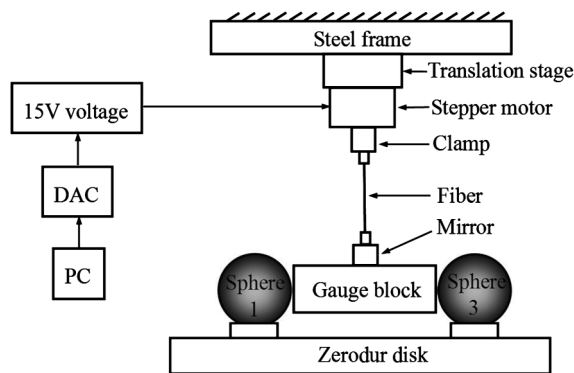 Steel frame
Translation stage
15V voltage
Stepper motor
Clamp
DAC
Fiber
Mirror
PC
Sphere
1
Gauge block
Sphere
3
Zerodur disk